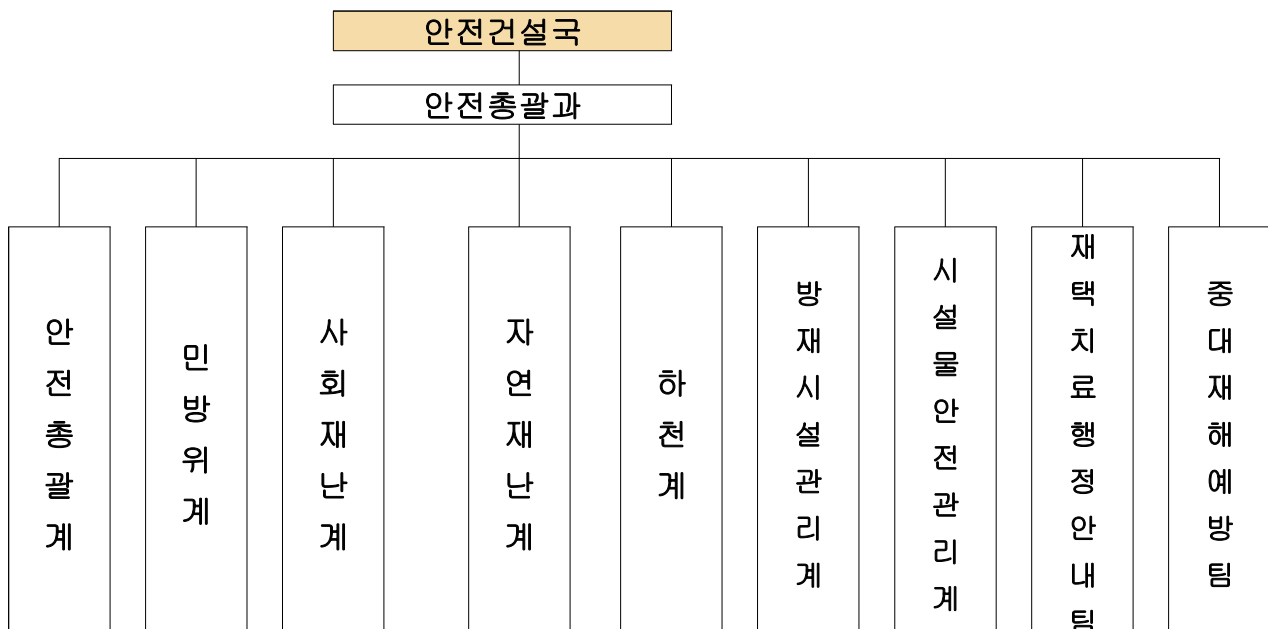 안전건설국
안전총괄과
안전총괄계
민방위계
사회재난계
자연재난계
하천계
방재시설관리계
시설물안전관리계
재택치료행정안내팀
중대재해예방팀